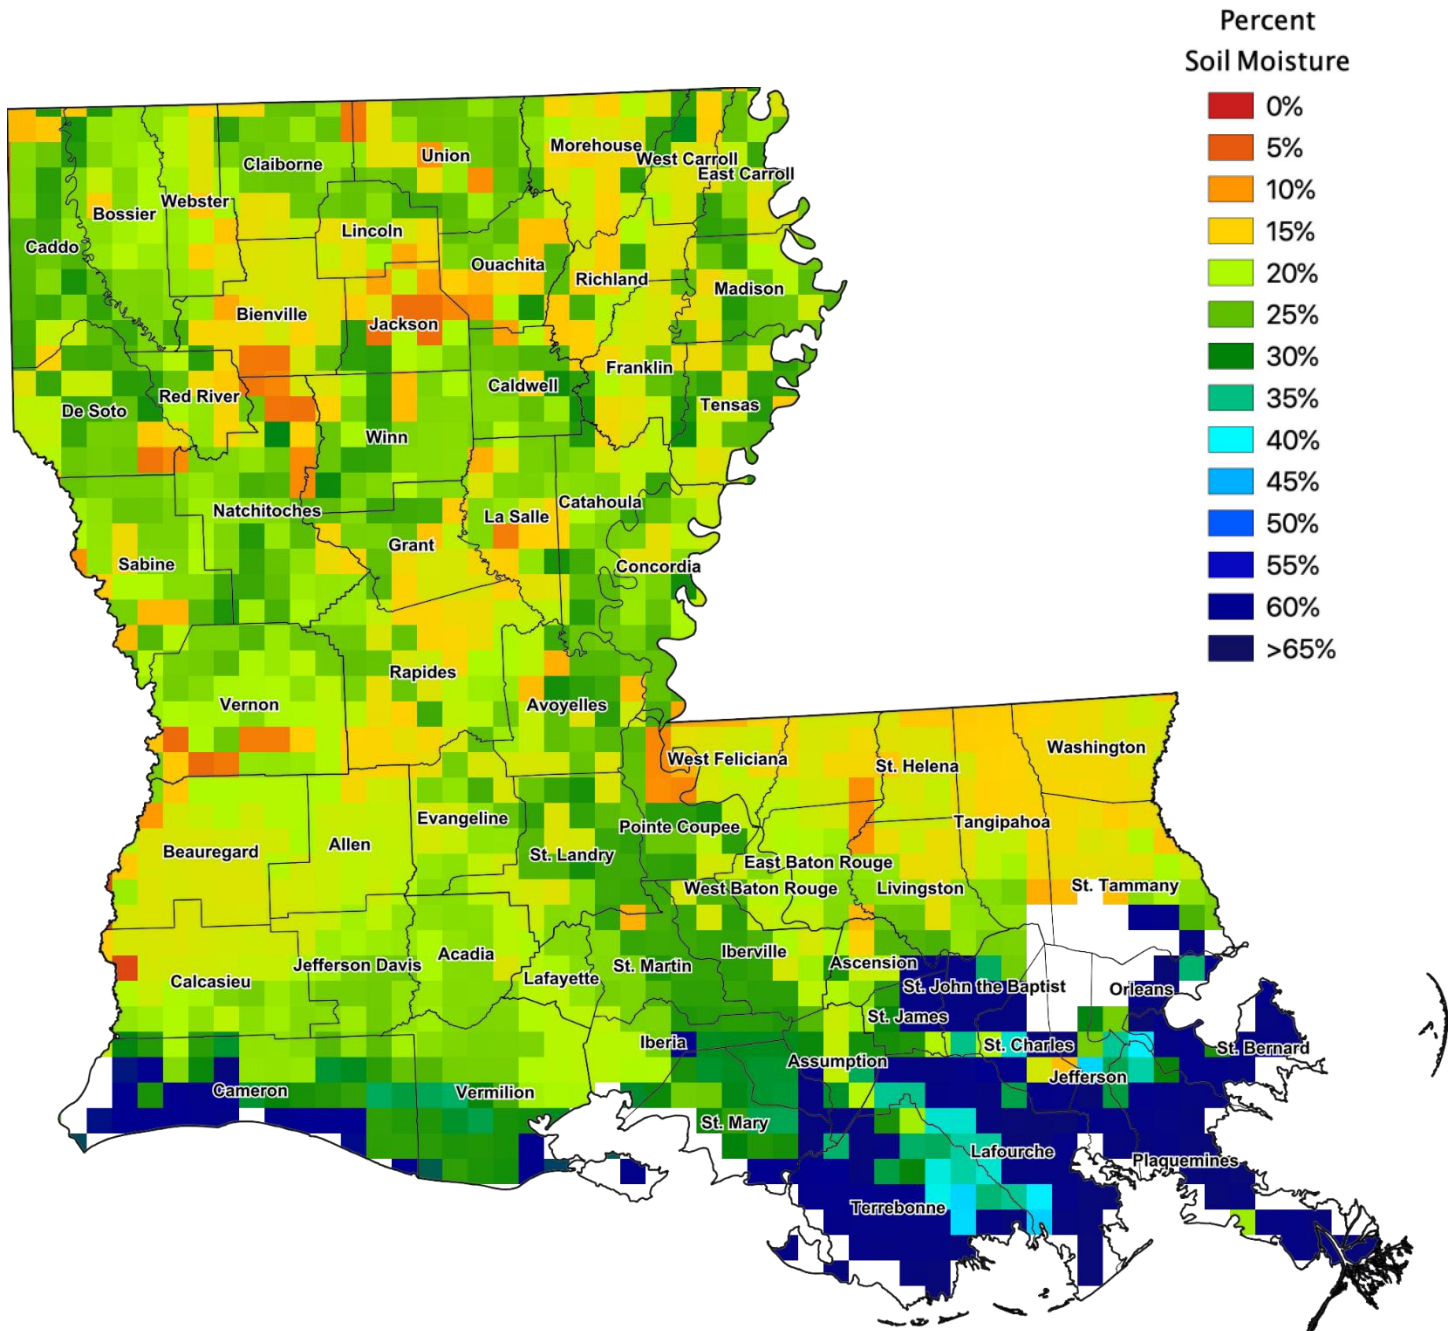 Percent
Soil Moisture
0%
5%
10%
15%
20%
25%
30%
35%
40%
45%
50%
55%
60%
>65%
Claiborne
Union
Morehouse
West Carroll
East Carroll
Bossier
Webster
Lincoln
Caddo
Ouachita
Richland
Madison
Bienville
Jackson
Franklin
Caldwell
Red River
De Soto
Tensas
Winn
Natchitoches
Catahoula
La Salle
Grant
Sabine
Concordia
Rapides
Vernon
Avoyelles
Washington
West Feliciana
St. Helena
Evangeline
Pointe Coupee
Tangipahoa
Allen
Beauregard
St. Landry
East Baton Rouge
West Baton Rouge
Livingston
St. Tammany
Acadia
Iberville
Jefferson Davis
St. Martin
Ascension
Calcasieu
Lafayette
St. John the Baptist
Orleans
St. James
Iberia
St. Charles
St. Bernard
Assumption
Jefferson
Cameron
Vermilion
St. Mary
Lafourche
Plaquemines
Terrebonne